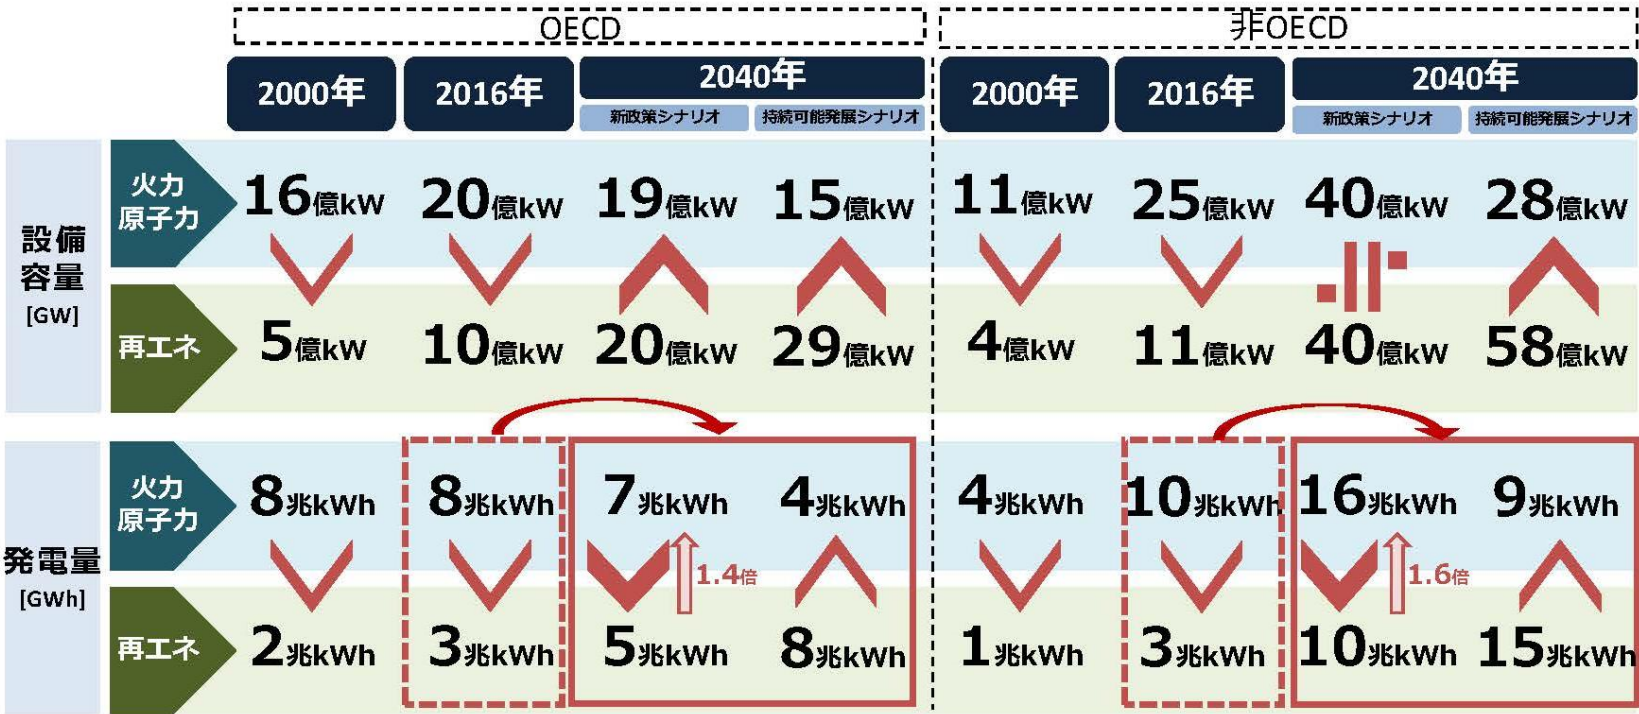 OECD
非OECD
2000年
2016年
2040年
新政策シナリオ
持続可能発展シナリオ
2000年
2016年
2040年
新政策シナリオ
持続可能発展シナリオ
設備
容量
[GW]
火力
原子力
16億kW
20億kW
19億kW
15億kW
11億kW
25億kW
40億kW
28億kW
再エネ
5億kW
10億kW
20億kW
29億kW
4億kW
11億kW
40億kW
58億kW
発電量
[GWh]
火力
原子力
8兆kWh
8兆kWh
7兆kWh
4兆kWh
4兆kWh
10兆kWh
16兆kWh
9兆kWh
1.4倍
1.6倍
再エネ
2兆kWh
3兆kWh
5兆kWh
8兆kWh
1兆kWh
3兆kWh
10兆kWh
15兆kWh